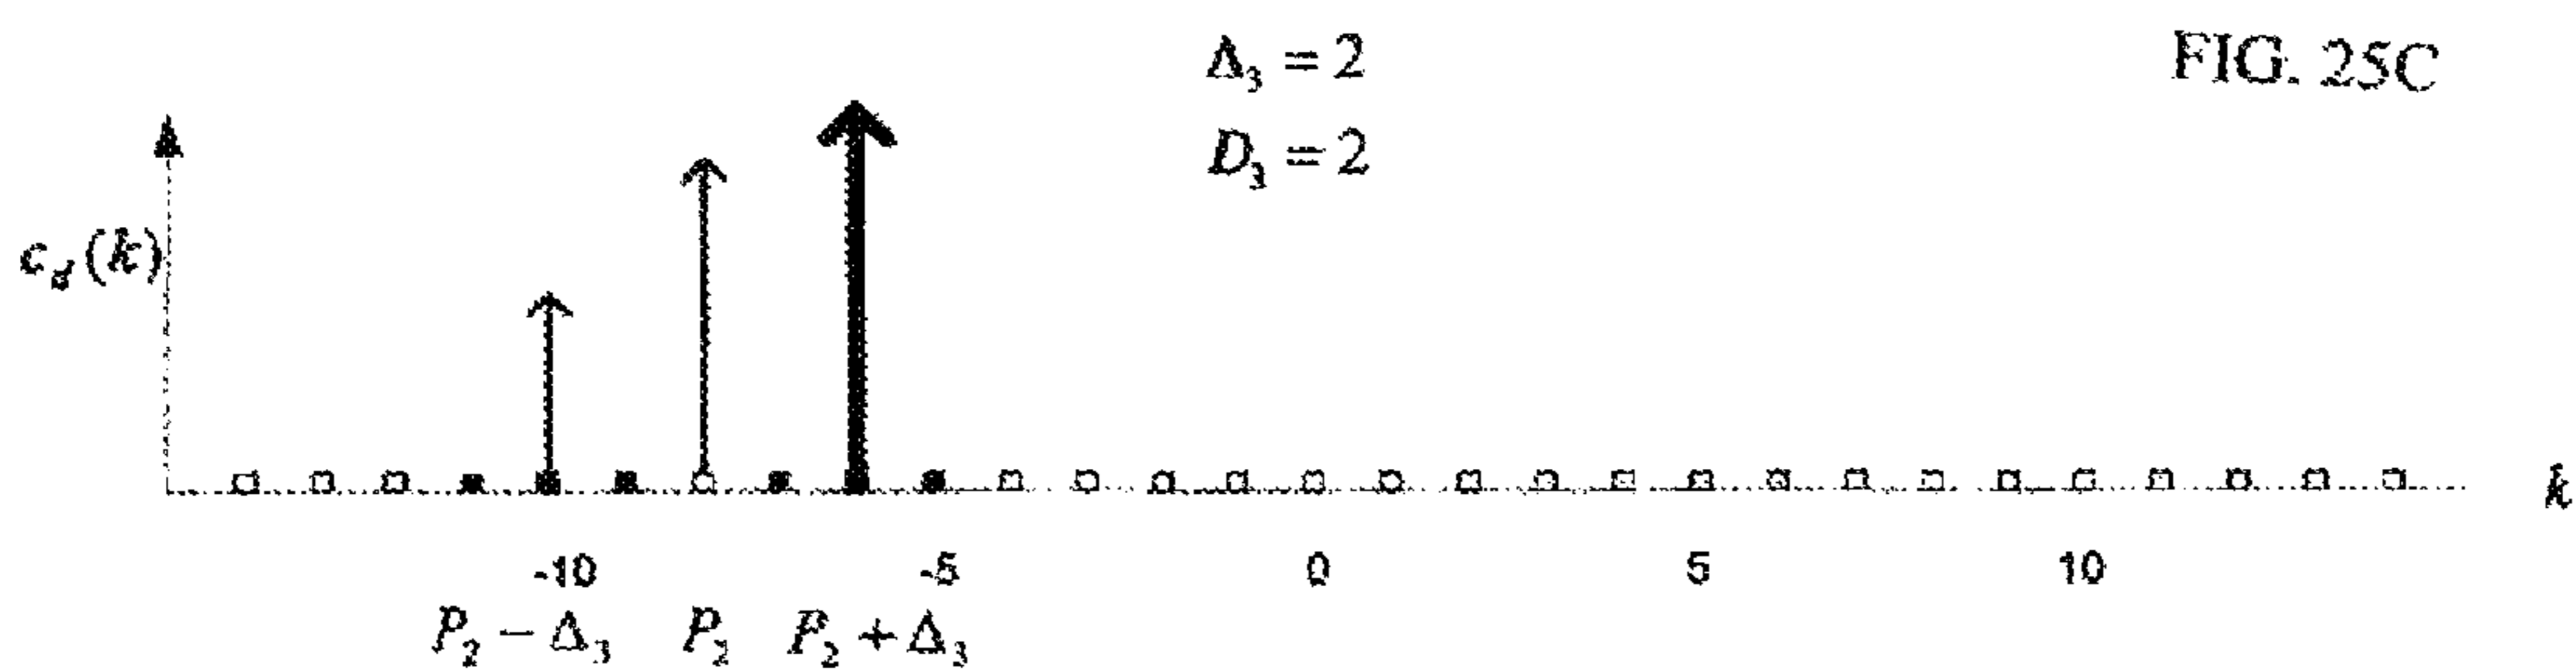 FIG. 25C
Δ₃ = 2
D₃ = 2
c_d(k)
k
-10 -5 0 5 10
P₂ − Δ₃ P₂ P₂ + Δ₃